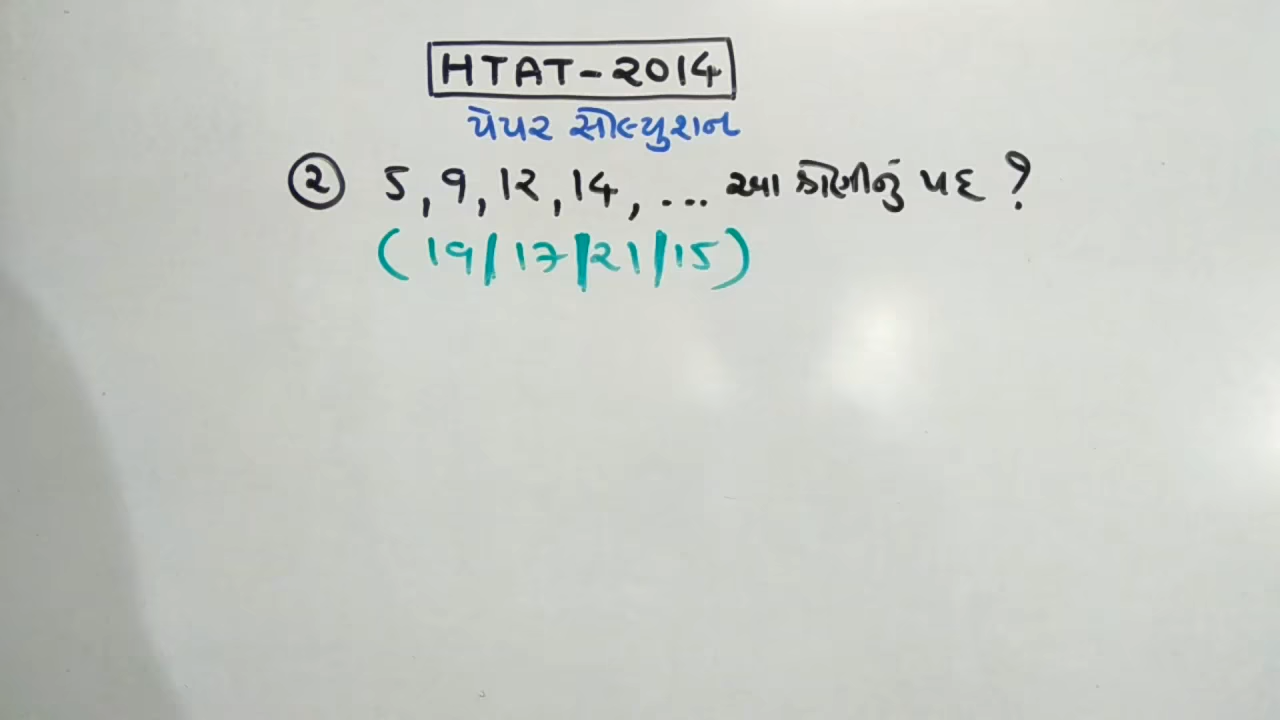 HTAT-2014
પેપર સોલ્યુશન
(૨) 5, 9, 12, 14, ... આ શ્રેણીનું પદ ?
(19/17/21/15)